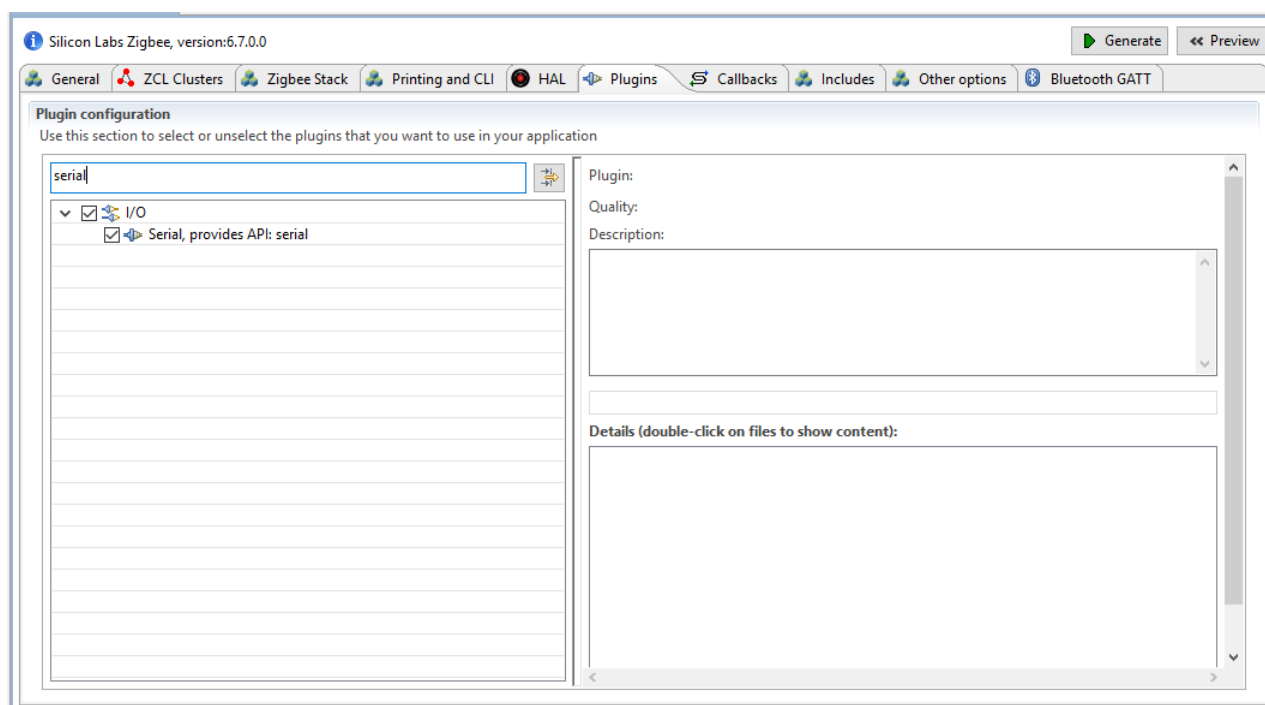 Silicon Labs Zigbee, version:6.7.0.0
Generate
Preview
General
ZCL Clusters
Zigbee Stack
Printing and CLI
HAL
Plugins
Callbacks
Includes
Other options
Bluetooth GATT
Plugin configuration
Use this section to select or unselect the plugins that you want to use in your application
serial
I/O
Serial, provides API: serial
Plugin:
Quality:
Description:
Details (double-click on files to show content):